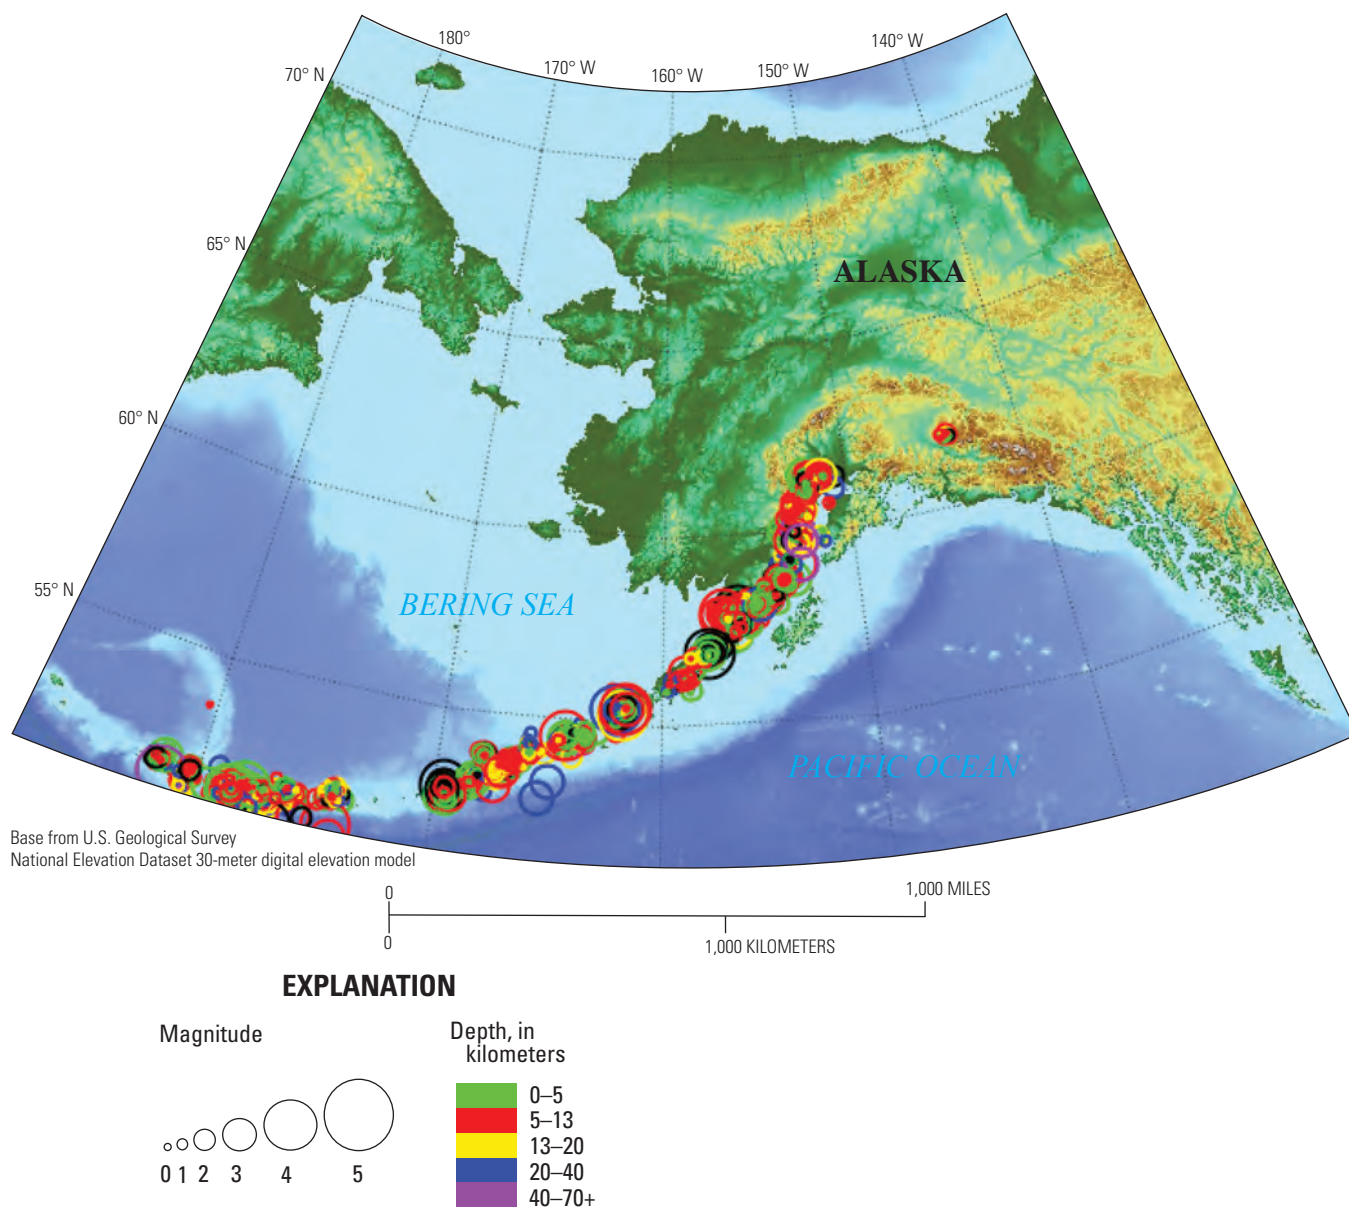 180°
170° W
160° W
150° W
140° W
70° N
65° N
60° N
55° N
ALASKA
BERING SEA
PACIFIC OCEAN
Base from U.S. Geological Survey
National Elevation Dataset 30-meter digital elevation model
0 1,000 MILES
0 1,000 KILOMETERS
EXPLANATION
Magnitude
0 1 2 3 4 5
Depth, in
kilometers
0–5
5–13
13–20
20–40
40–70+